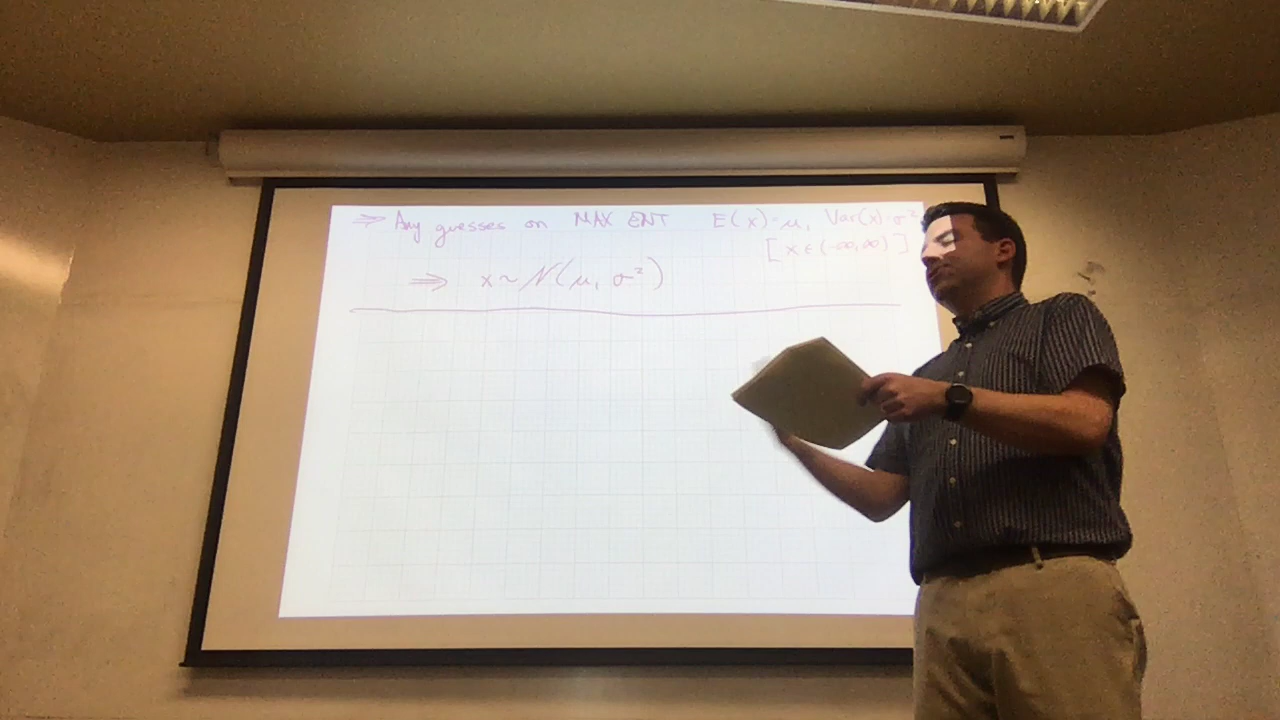 ⇒ Any guesses on MAX ENT E(x)=μ, Var(x)=σ²
[x∈(-∞,∞)]
⇒ x~N(μ, σ²)